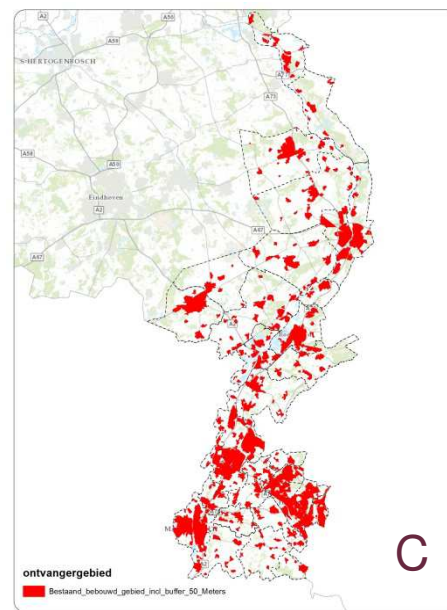 A2
A50
A59
S-HERTOGENBOSCH
A73
A58
A50
Eindhoven
A2
A67
A67
C
ontvangergebied
Bestaand_bebouwd_gebied_incl_buffer_50_Meters